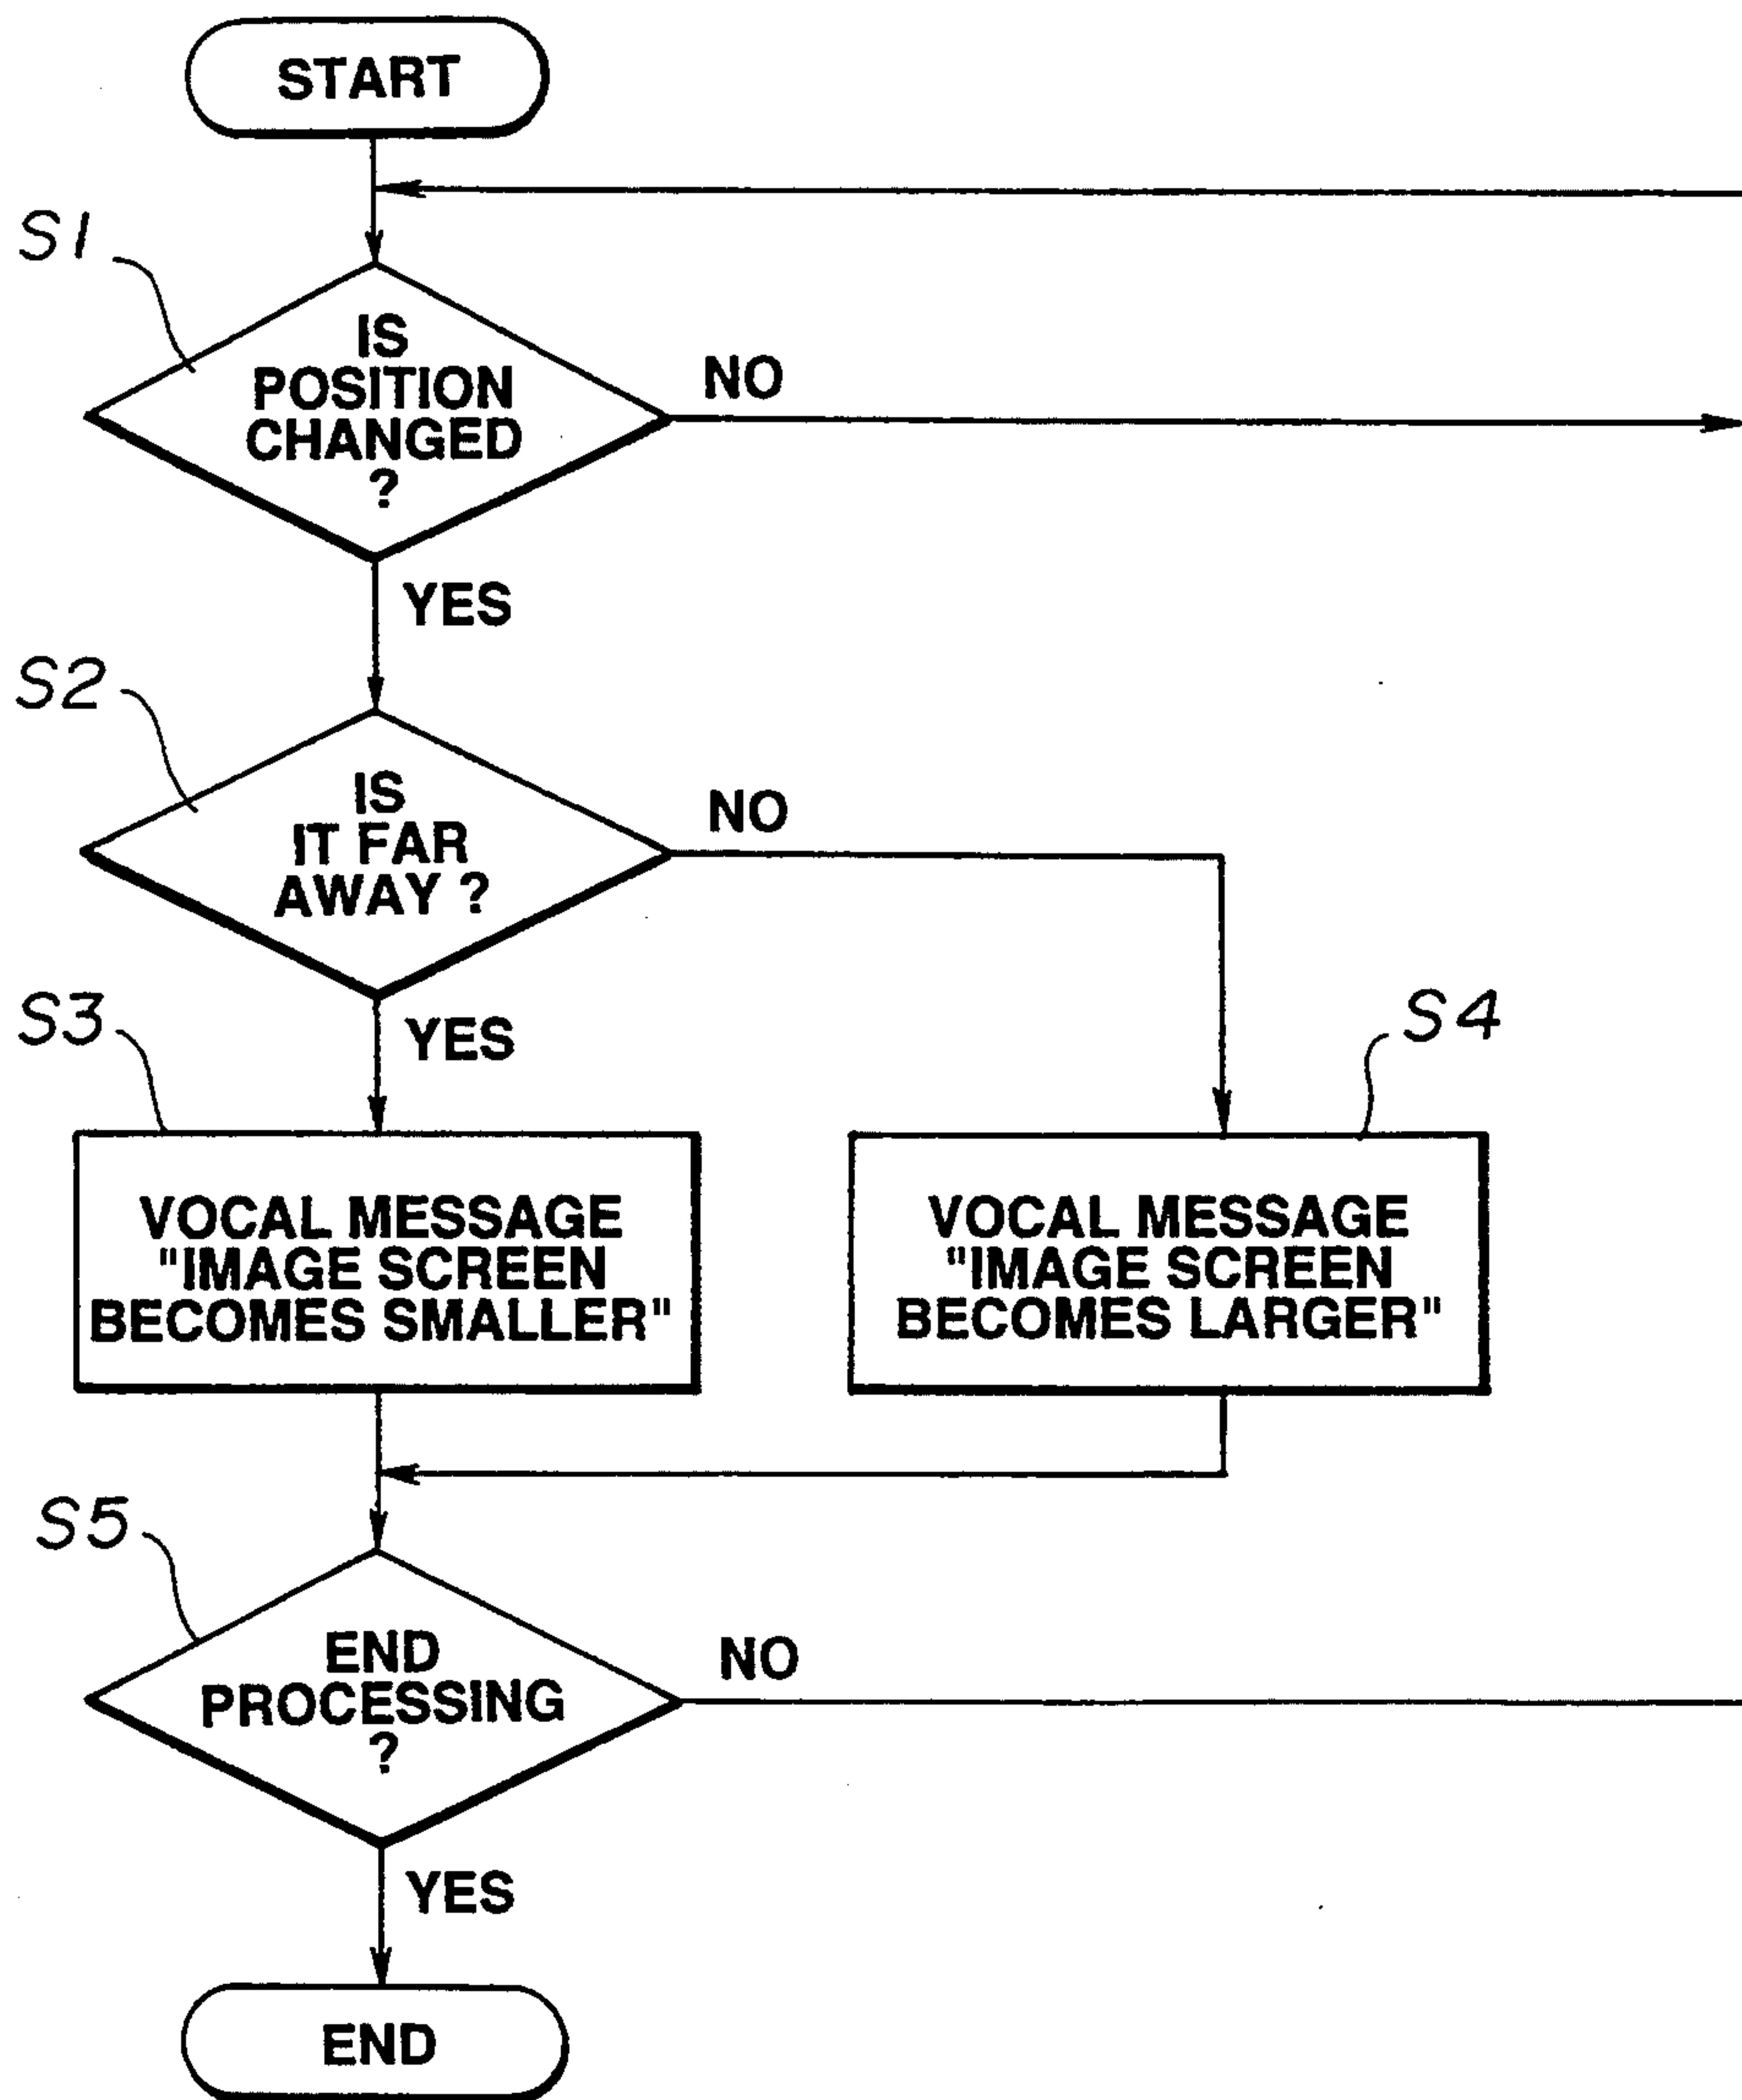 START
S1
IS
POSITION
CHANGED
?
NO
YES
S2
IS
IT FAR
AWAY ?
NO
YES
S3
S4
VOCAL MESSAGE
"IMAGE SCREEN
BECOMES SMALLER"
VOCAL MESSAGE
"IMAGE SCREEN
BECOMES LARGER"
S5
END
PROCESSING
?
NO
YES
END